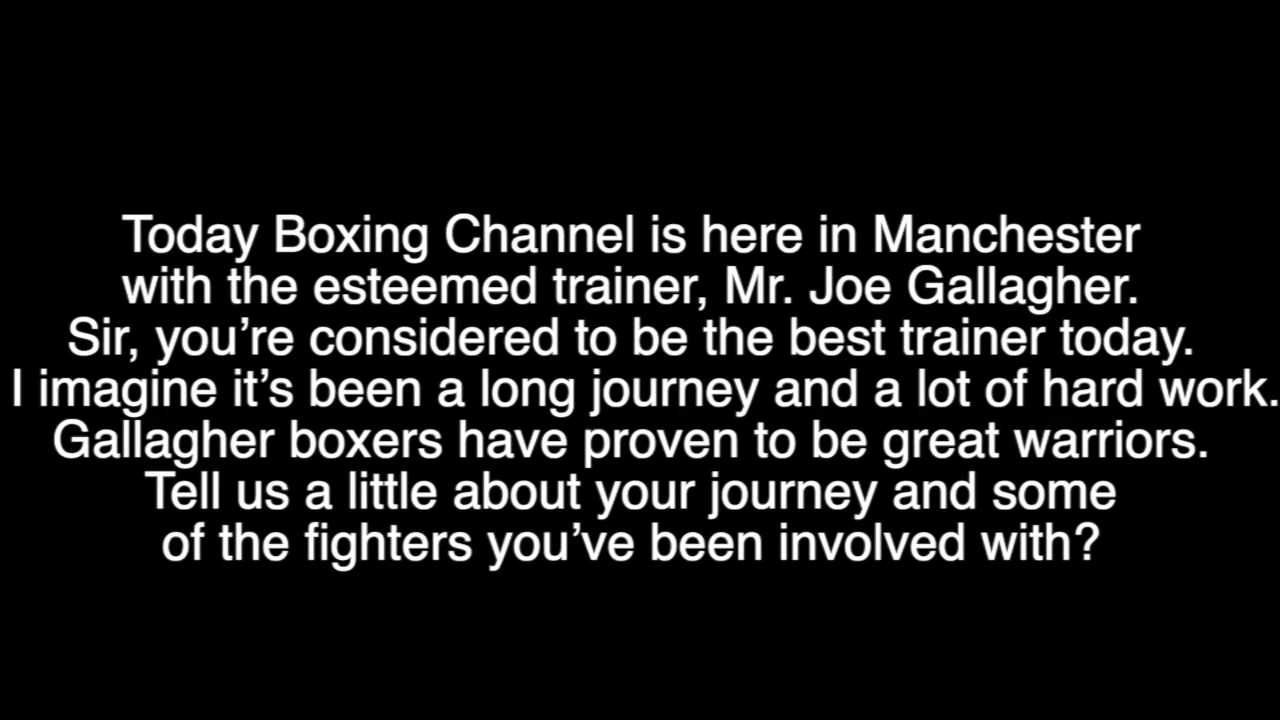 Today Boxing Channel is here in Manchester
with the esteemed trainer, Mr. Joe Gallagher.
Sir, you’re considered to be the best trainer today.
I imagine it’s been a long journey and a lot of hard work.
Gallagher boxers have proven to be great warriors.
Tell us a little about your journey and some
of the fighters you’ve been involved with?